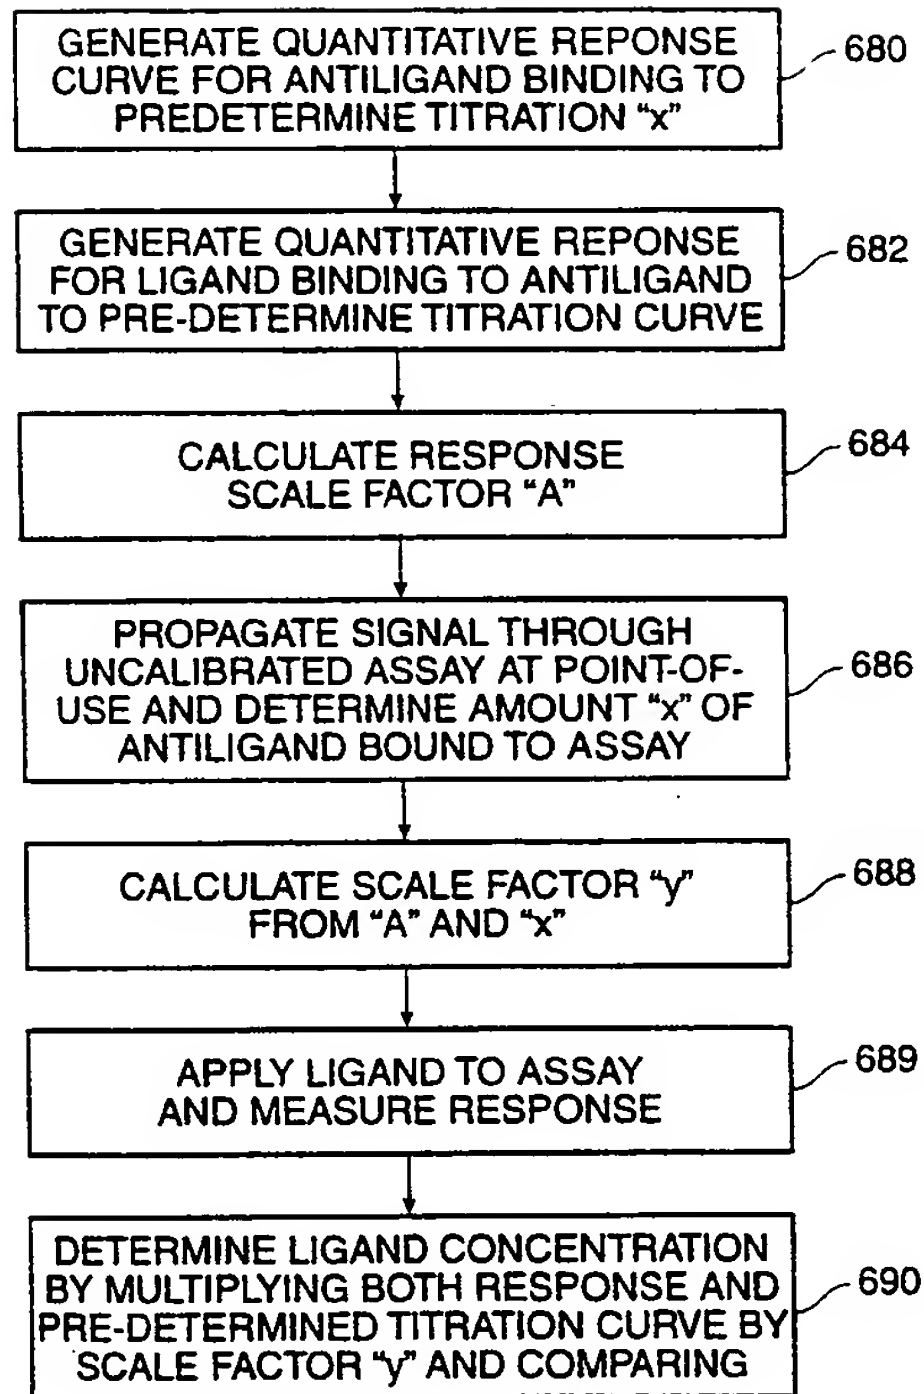 GENERATE QUANTITATIVE REPONSE
CURVE FOR ANTILIGAND BINDING TO
PREDETERMINE TITRATION “x”
680
GENERATE QUANTITATIVE REPONSE
FOR LIGAND BINDING TO ANTILIGAND
TO PRE-DETERMINE TITRATION CURVE
682
CALCULATE RESPONSE
SCALE FACTOR “A”
684
PROPAGATE SIGNAL THROUGH
UNCALIBRATED ASSAY AT POINT-OF-
USE AND DETERMINE AMOUNT “x” OF
ANTILIGAND BOUND TO ASSAY
686
CALCULATE SCALE FACTOR “y”
FROM “A” AND “x”
688
APPLY LIGAND TO ASSAY
AND MEASURE RESPONSE
689
DETERMINE LIGAND CONCENTRATION
BY MULTIPLYING BOTH RESPONSE AND
PRE-DETERMINED TITRATION CURVE BY
SCALE FACTOR “y” AND COMPARING
690